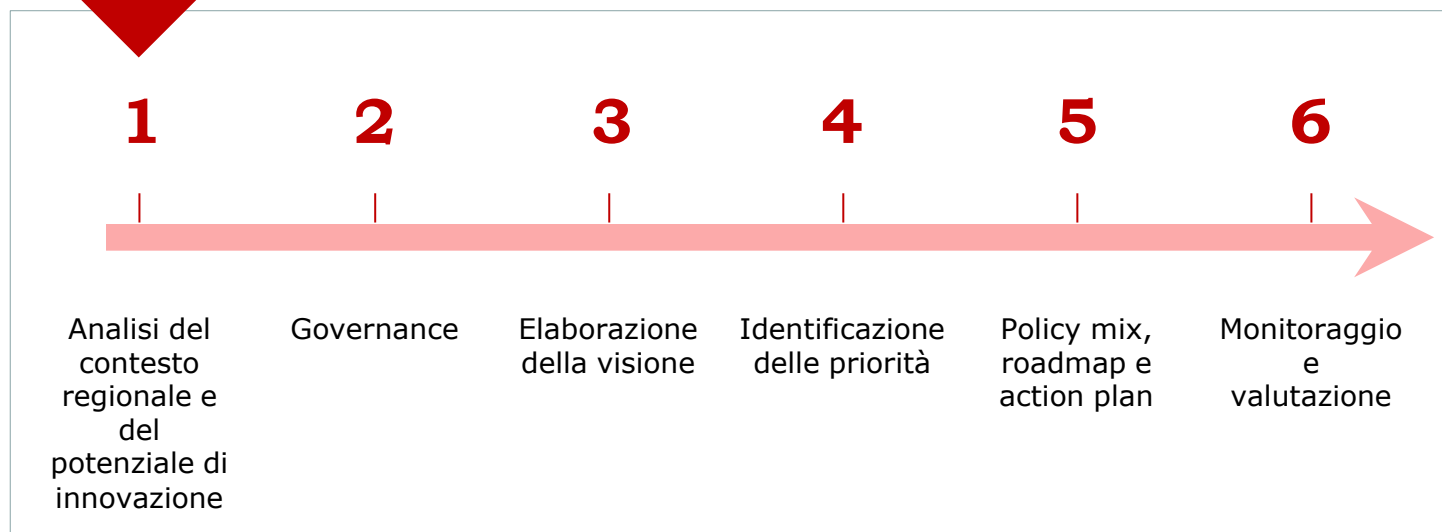 1
2
3
4
5
6
Analisi del
contesto
regionale e
del
potenziale di
innovazione
Governance
Elaborazione
della visione
Identificazione
delle priorità
Policy mix,
roadmap e
action plan
Monitoraggio
e
valutazione